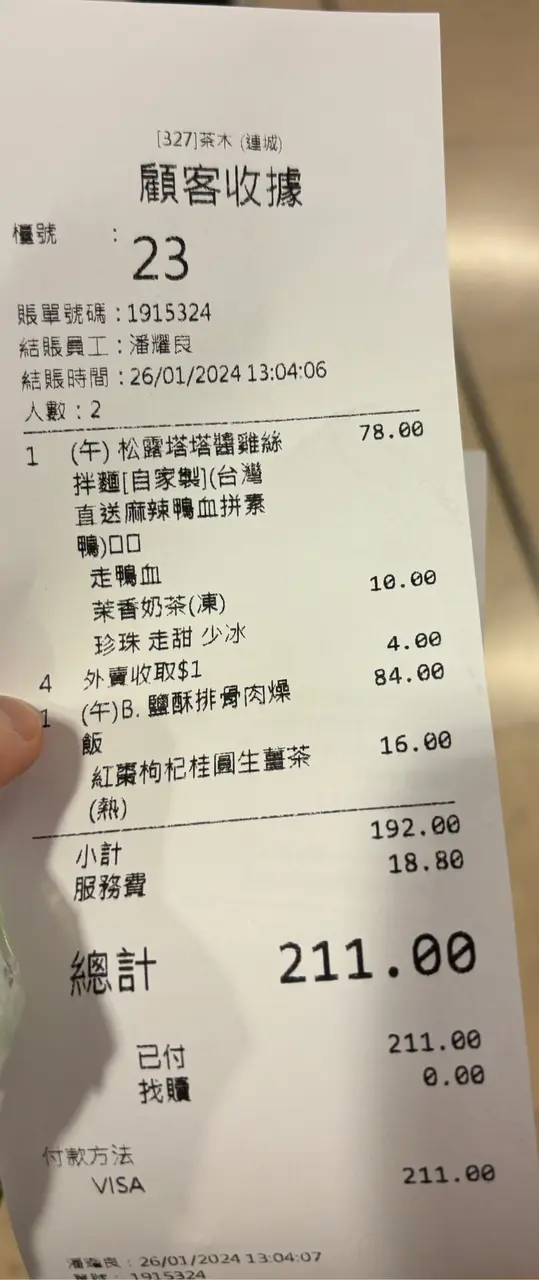 [327]茶木 (連城)
顧客收據
檯號 : 23
賬單號碼 : 1915324
結賬員工 : 潘耀良
結賬時間 : 26/01/2024 13:04:06
人數 : 2
1 (午) 松露塔塔醬雞絲 78.00
拌麵[自家製](台灣
直送麻辣鴨血拼素
鴨)□□
走鴨血
茉香奶茶(凍) 10.00
珍珠 走甜 少冰
4 外賣收取$1 4.00
1 (午)B. 鹽酥排骨肉燥 84.00
飯
紅棗枸杞桂圓生薑茶 16.00
(熱)
小計 192.00
服務費 18.80
總計 211.00
已付 211.00
找贖 0.00
付款方法
VISA 211.00
潘耀良 : 26/01/2024 13:04:07
單號 : 1915324